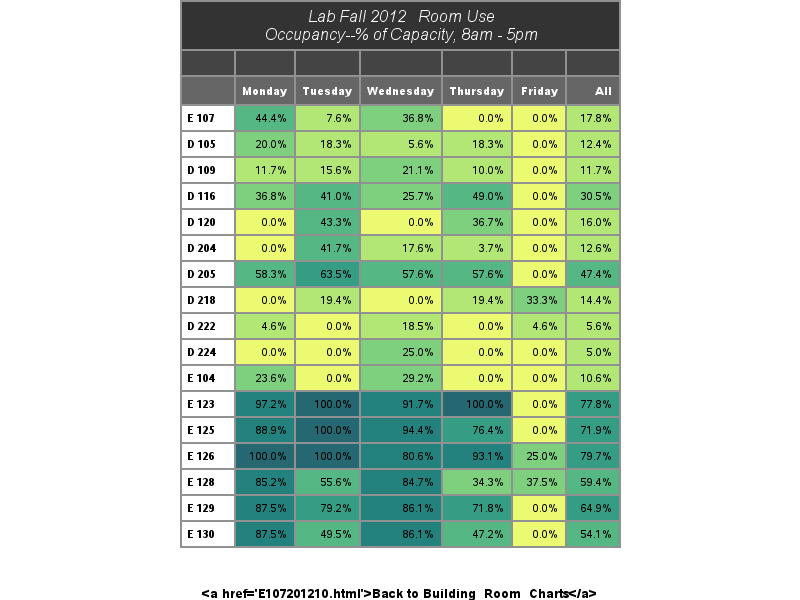 Lab Fall 2012 Room Use
Occupancy--% of Capacity, 8am - 5pm
Monday Tuesday Wednesday Thursday Friday All
E 107 44.4% 7.6% 36.8% 0.0% 0.0% 17.8%
D 105 20.0% 18.3% 5.6% 18.3% 0.0% 12.4%
D 109 11.7% 15.6% 21.1% 10.0% 0.0% 11.7%
D 116 36.8% 41.0% 25.7% 49.0% 0.0% 30.5%
D 120 0.0% 43.3% 0.0% 36.7% 0.0% 16.0%
D 204 0.0% 41.7% 17.6% 3.7% 0.0% 12.6%
D 205 58.3% 63.5% 57.6% 57.6% 0.0% 47.4%
D 218 0.0% 19.4% 0.0% 19.4% 33.3% 14.4%
D 222 4.6% 0.0% 18.5% 0.0% 4.6% 5.6%
D 224 0.0% 0.0% 25.0% 0.0% 0.0% 5.0%
E 104 23.6% 0.0% 29.2% 0.0% 0.0% 10.6%
E 123 97.2% 100.0% 91.7% 100.0% 0.0% 77.8%
E 125 88.9% 100.0% 94.4% 76.4% 0.0% 71.9%
E 126 100.0% 100.0% 80.6% 93.1% 25.0% 79.7%
E 128 85.2% 55.6% 84.7% 34.3% 37.5% 59.4%
E 129 87.5% 79.2% 86.1% 71.8% 0.0% 64.9%
E 130 87.5% 49.5% 86.1% 47.2% 0.0% 54.1%
<a href='E107201210.html'>Back to Building Room Charts</a>